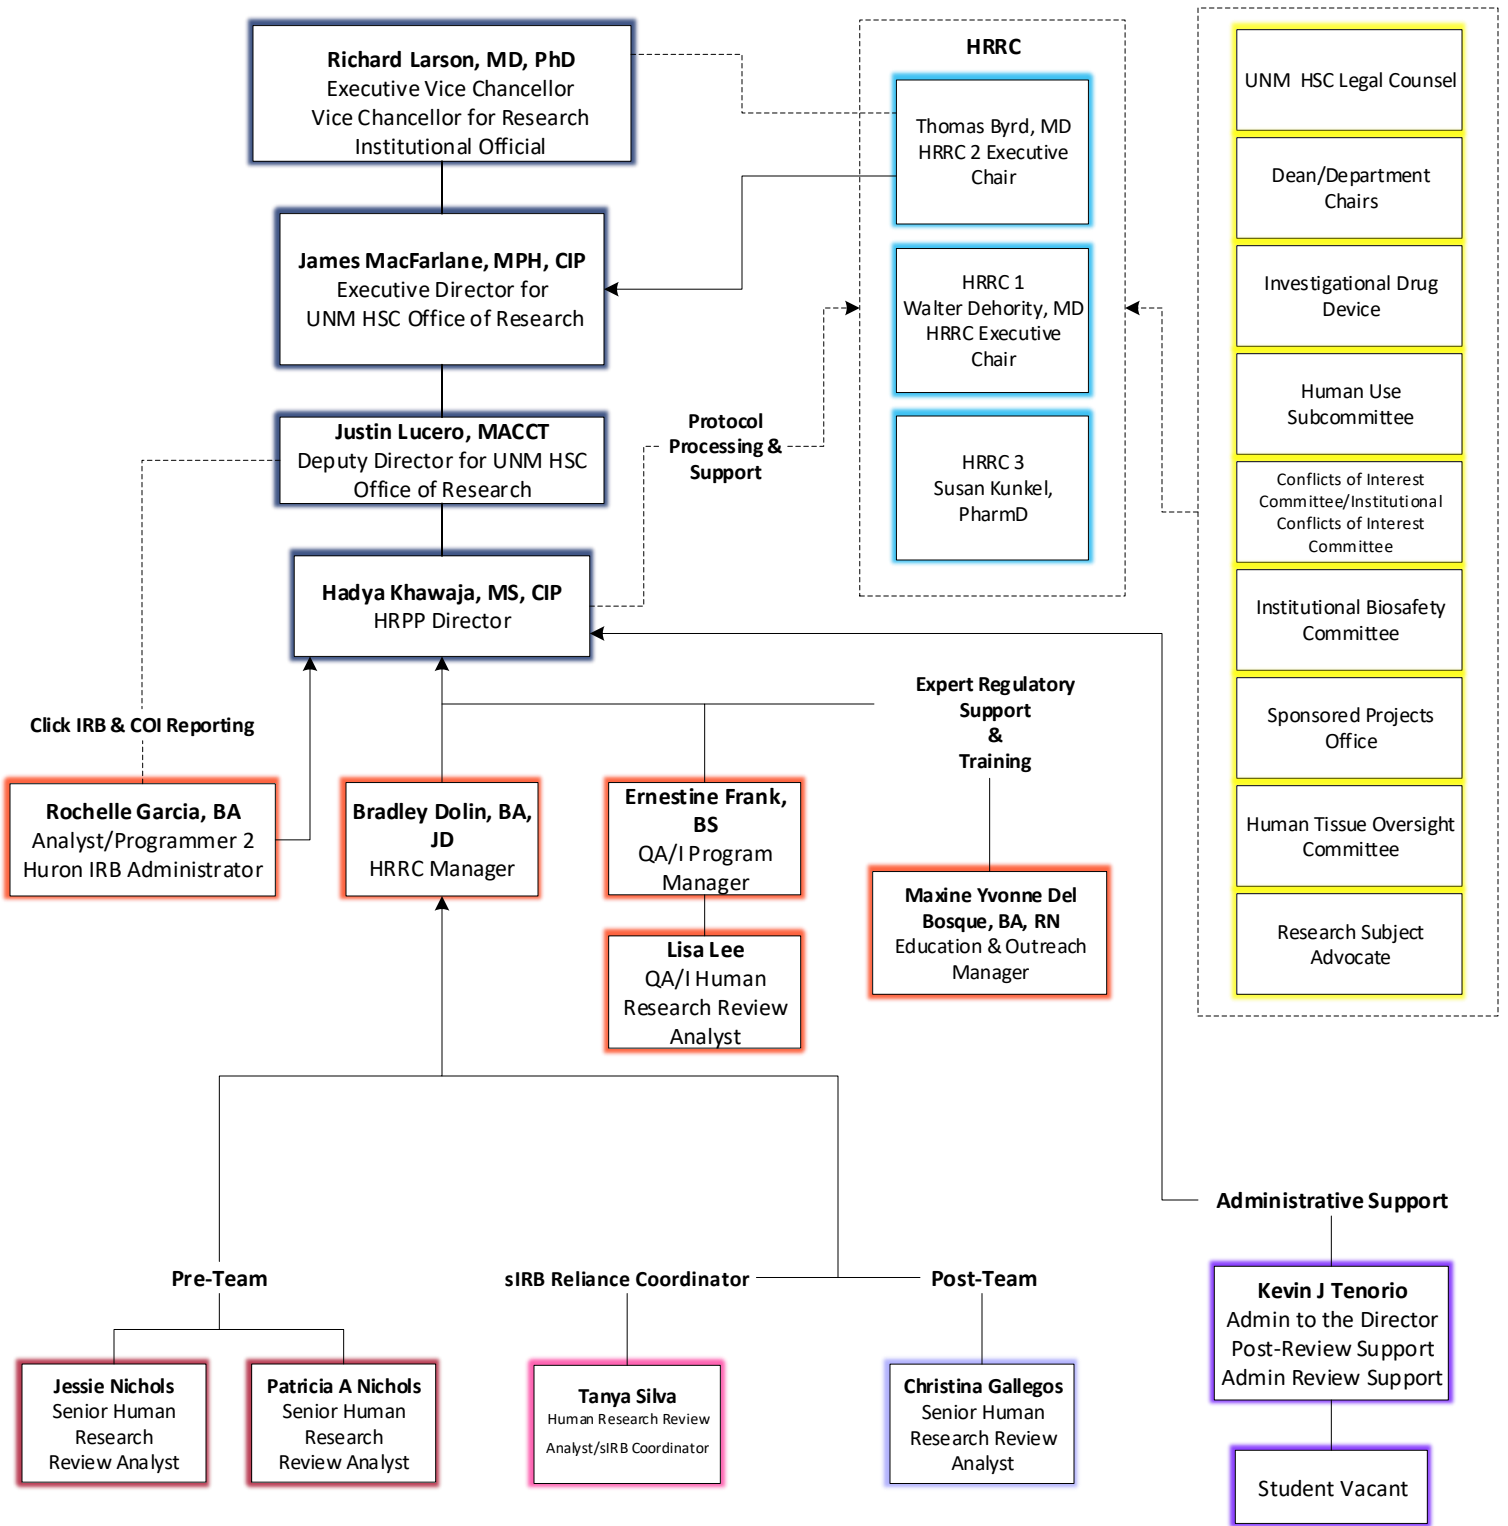 Richard Larson, MD, PhD
Executive Vice Chancellor
Vice Chancellor for Research
Institutional Official
James MacFarlane, MPH, CIP
Executive Director for
UNM HSC Office of Research
Justin Lucero, MACCT
Deputy Director for UNM HSC
Office of Research
Hadya Khawaja, MS, CIP
HRPP Director
HRRC
Thomas Byrd, MD
HRRC 2 Executive
Chair
HRRC 1
Walter Dehority, MD
HRRC Executive
Chair
HRRC 3
Susan Kunkel,
PharmD
Protocol
Processing &
Support
UNM HSC Legal Counsel
Dean/Department
Chairs
Investigational Drug
Device
Human Use
Subcommittee
Conflicts of Interest
Committee/Institutional
Conflicts of Interest
Committee
Institutional Biosafety
Committee
Sponsored Projects
Office
Human Tissue Oversight
Committee
Research Subject
Advocate
Click IRB & COI Reporting
Rochelle Garcia, BA
Analyst/Programmer 2
Huron IRB Administrator
Bradley Dolin, BA,
JD
HRRC Manager
Ernestine Frank,
BS
QA/I Program
Manager
Lisa Lee
QA/I Human
Research Review
Analyst
Expert Regulatory
Support
&
Training
Maxine Yvonne Del
Bosque, BA, RN
Education & Outreach
Manager
Pre-Team
Jessie Nichols
Senior Human
Research
Review Analyst
Patricia A Nichols
Senior Human
Research
Review Analyst
sIRB Reliance Coordinator
Tanya Silva
Human Research Review
Analyst/sIRB Coordinator
Post-Team
Christina Gallegos
Senior Human
Research Review
Analyst
Administrative Support
Kevin J Tenorio
Admin to the Director
Post-Review Support
Admin Review Support
Student Vacant